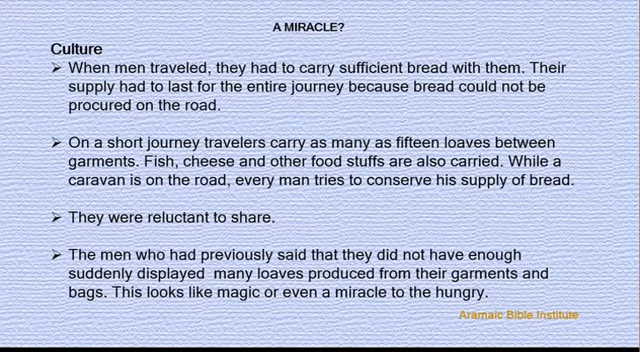 A MIRACLE?
Culture
➢ When men traveled, they had to carry sufficient bread with them. Their
supply had to last for the entire journey because bread could not be
procured on the road.
➢ On a short journey travelers carry as many as fifteen loaves between
garments. Fish, cheese and other food stuffs are also carried. While a
caravan is on the road, every man tries to conserve his supply of bread.
➢ They were reluctant to share.
➢ The men who had previously said that they did not have enough
suddenly displayed many loaves produced from their garments and
bags. This looks like magic or even a miracle to the hungry.
Aramaic Bible Institute